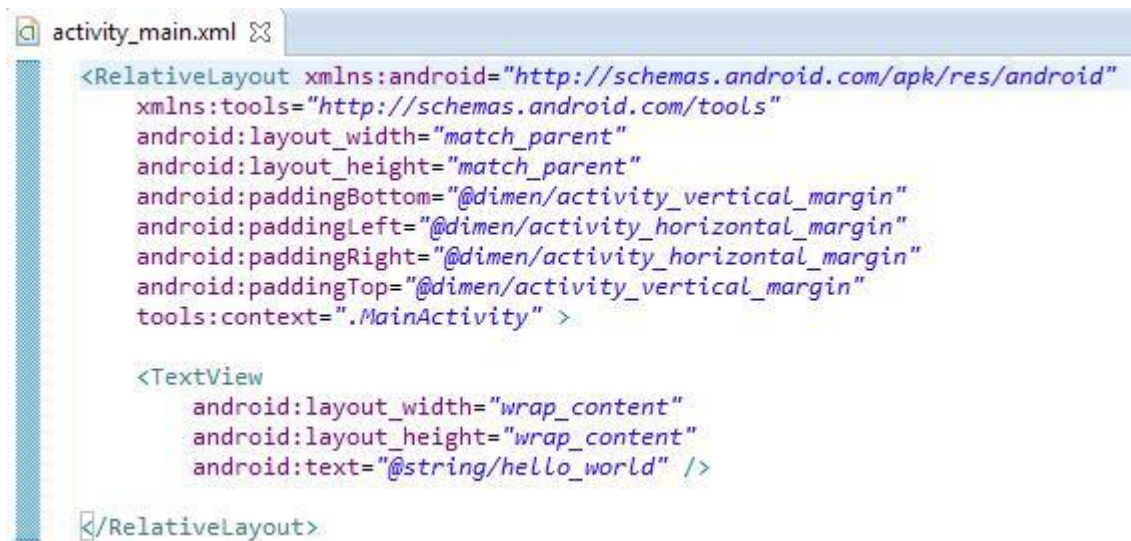 activity_main.xml
<RelativeLayout xmlns:android="http://schemas.android.com/apk/res/android"
    xmlns:tools="http://schemas.android.com/tools"
    android:layout_width="match_parent"
    android:layout_height="match_parent"
    android:paddingBottom="@dimen/activity_vertical_margin"
    android:paddingLeft="@dimen/activity_horizontal_margin"
    android:paddingRight="@dimen/activity_horizontal_margin"
    android:paddingTop="@dimen/activity_vertical_margin"
    tools:context=".MainActivity" >
    <TextView
        android:layout_width="wrap_content"
        android:layout_height="wrap_content"
        android:text="@string/hello_world" />
</RelativeLayout>